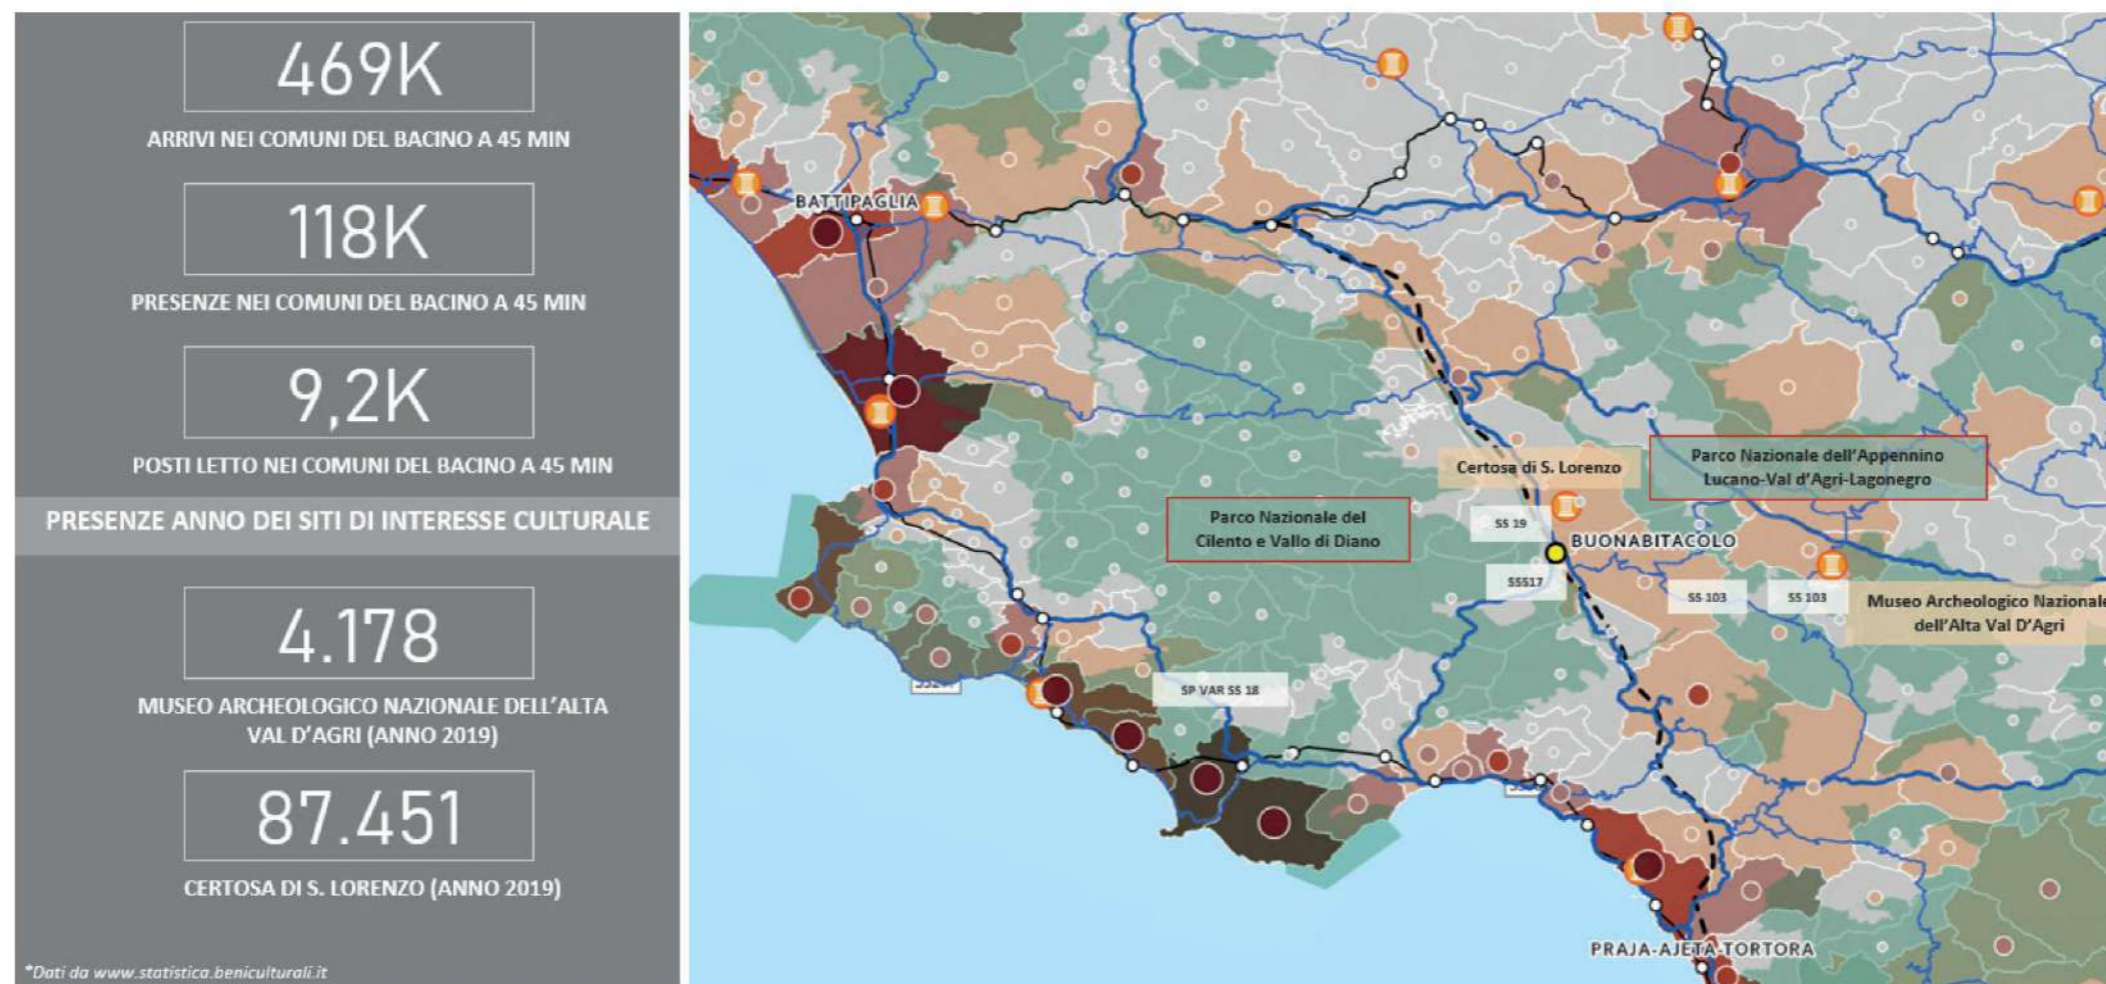 469K
ARRIVI NEI COMUNI DEL BACINO A 45 MIN
118K
PRESENZE NEI COMUNI DEL BACINO A 45 MIN
9,2K
POSTI LETTO NEI COMUNI DEL BACINO A 45 MIN
PRESENZE ANNO DEI SITI DI INTERESSE CULTURALE
4.178
MUSEO ARCHEOLOGICO NAZIONALE DELL'ALTA
VAL D'AGRI (ANNO 2019)
87.451
CERTOSA DI S. LORENZO (ANNO 2019)
*Dati da www.statistica.beniculturali.it
BATTIPAGLIA
Certosa di S. Lorenzo
Parco Nazionale dell'Appennino
Lucano-Val d'Agri-Lagonegro
Parco Nazionale del
Cilento e Vallo di Diano
SS 19
BUONABITACOLO
SS517
SS 103
SS 103
Museo Archeologico Nazionale
dell'Alta Val D'Agri
SP VAR SS 18
PRAJA-AJETA-TORTORA